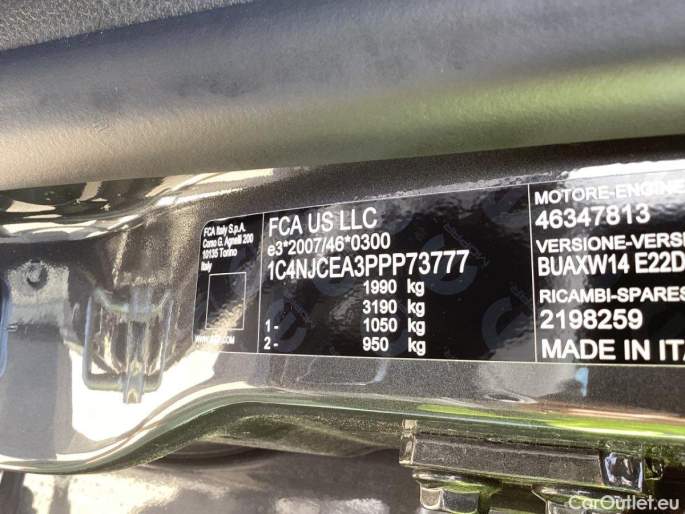 FCA Italy S.p.A.
Corso G. Agnelli 200
10135 Torino
Italy
FCA US LLC
e3*2007/46*0300
1C4NJCEA3PPP73777
1990 kg
3190 kg
1- 1050 kg
2- 950 kg
MOTORE-ENGINE
46347813
VERSIONE-VERSI
BUAXW14 E22D
RICAMBI-SPARES
2198259
MADE IN ITA
CarOutlet.eu